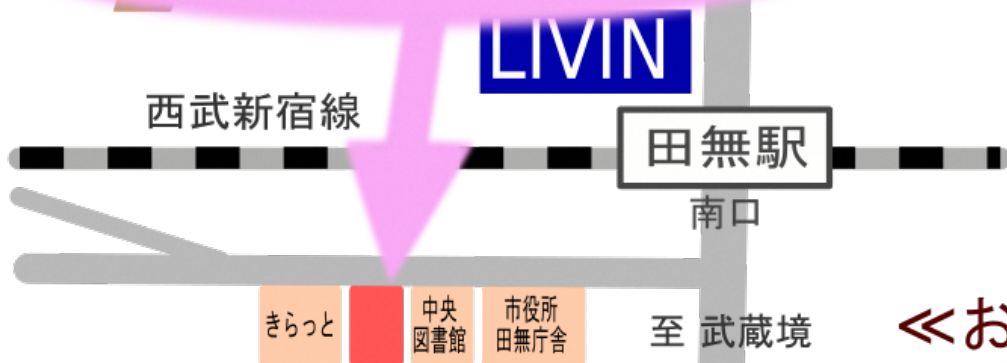 LIVIN
西武新宿線
田無駅
南口
きらっと
中央
図書館
市役所
田無庁舎
至 武蔵境
≪お